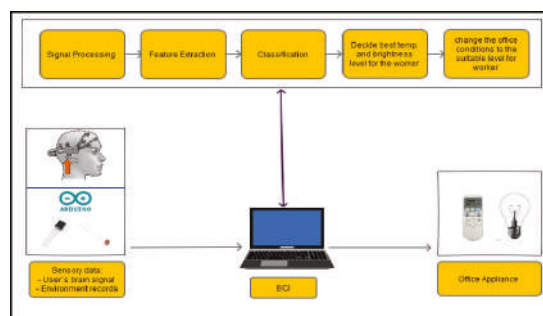 Signal Processing
Feature Extraction
Classification
Decide best temp.
and brightness
level for the worker
change the office
conditions to the
suitable level for
worker
ARDUINO
Sensory data:
- User's brain signal
- Environment records
BCI
Office Appliance